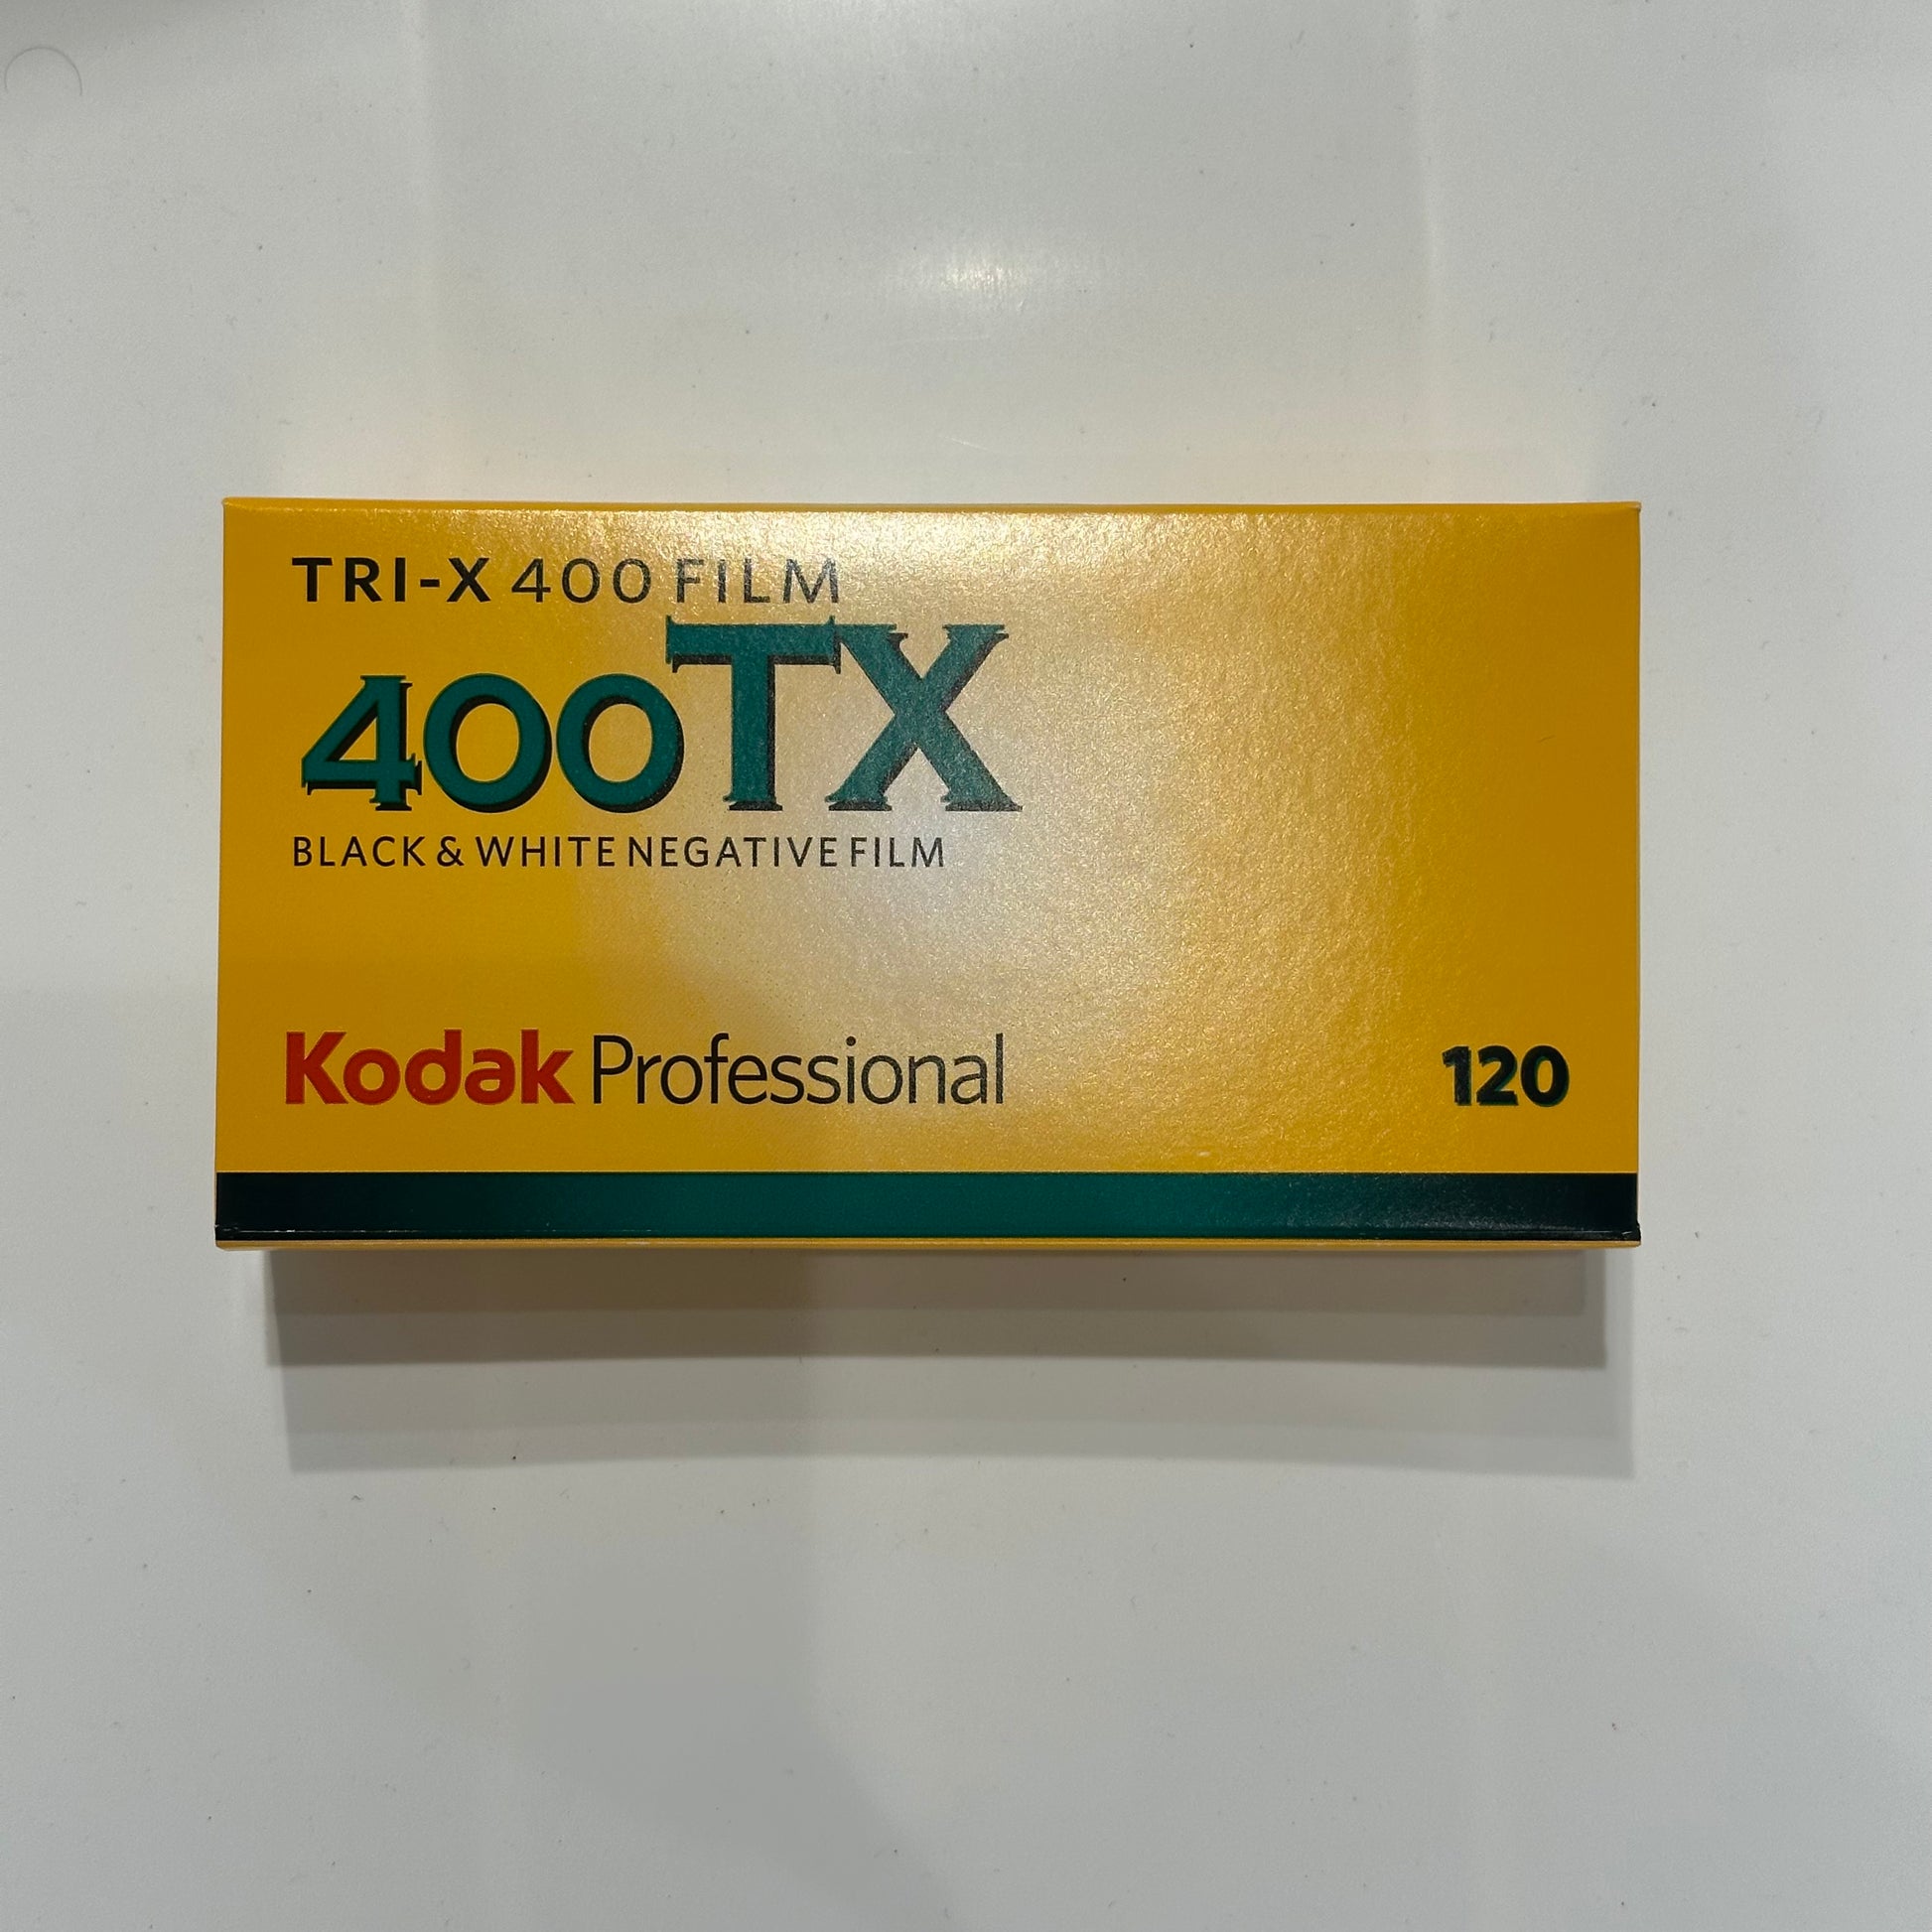 TRI-X 400 FILM
400TX
BLACK & WHITE NEGATIVE FILM
Kodak Professional
120